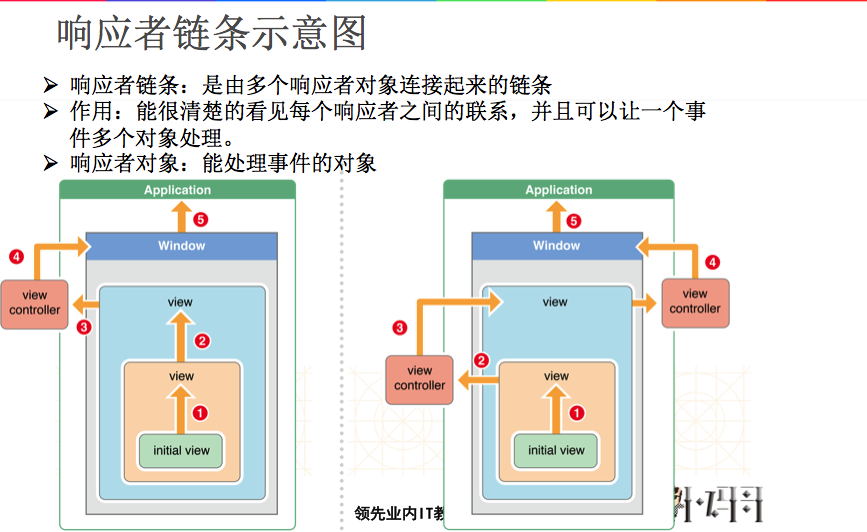 响应者链条示意图
响应者链条：是由多个响应者对象连接起来的链条
作用：能很清楚的看见每个响应者之间的联系，并且可以让一个事
件多个对象处理。
响应者对象：能处理事件的对象
Application
5
Window
4
view
controller
3
view
2
view
1
initial view
Application
5
Window
4
view
controller
view
3
2
view
controller
view
1
initial view
领先业内IT教